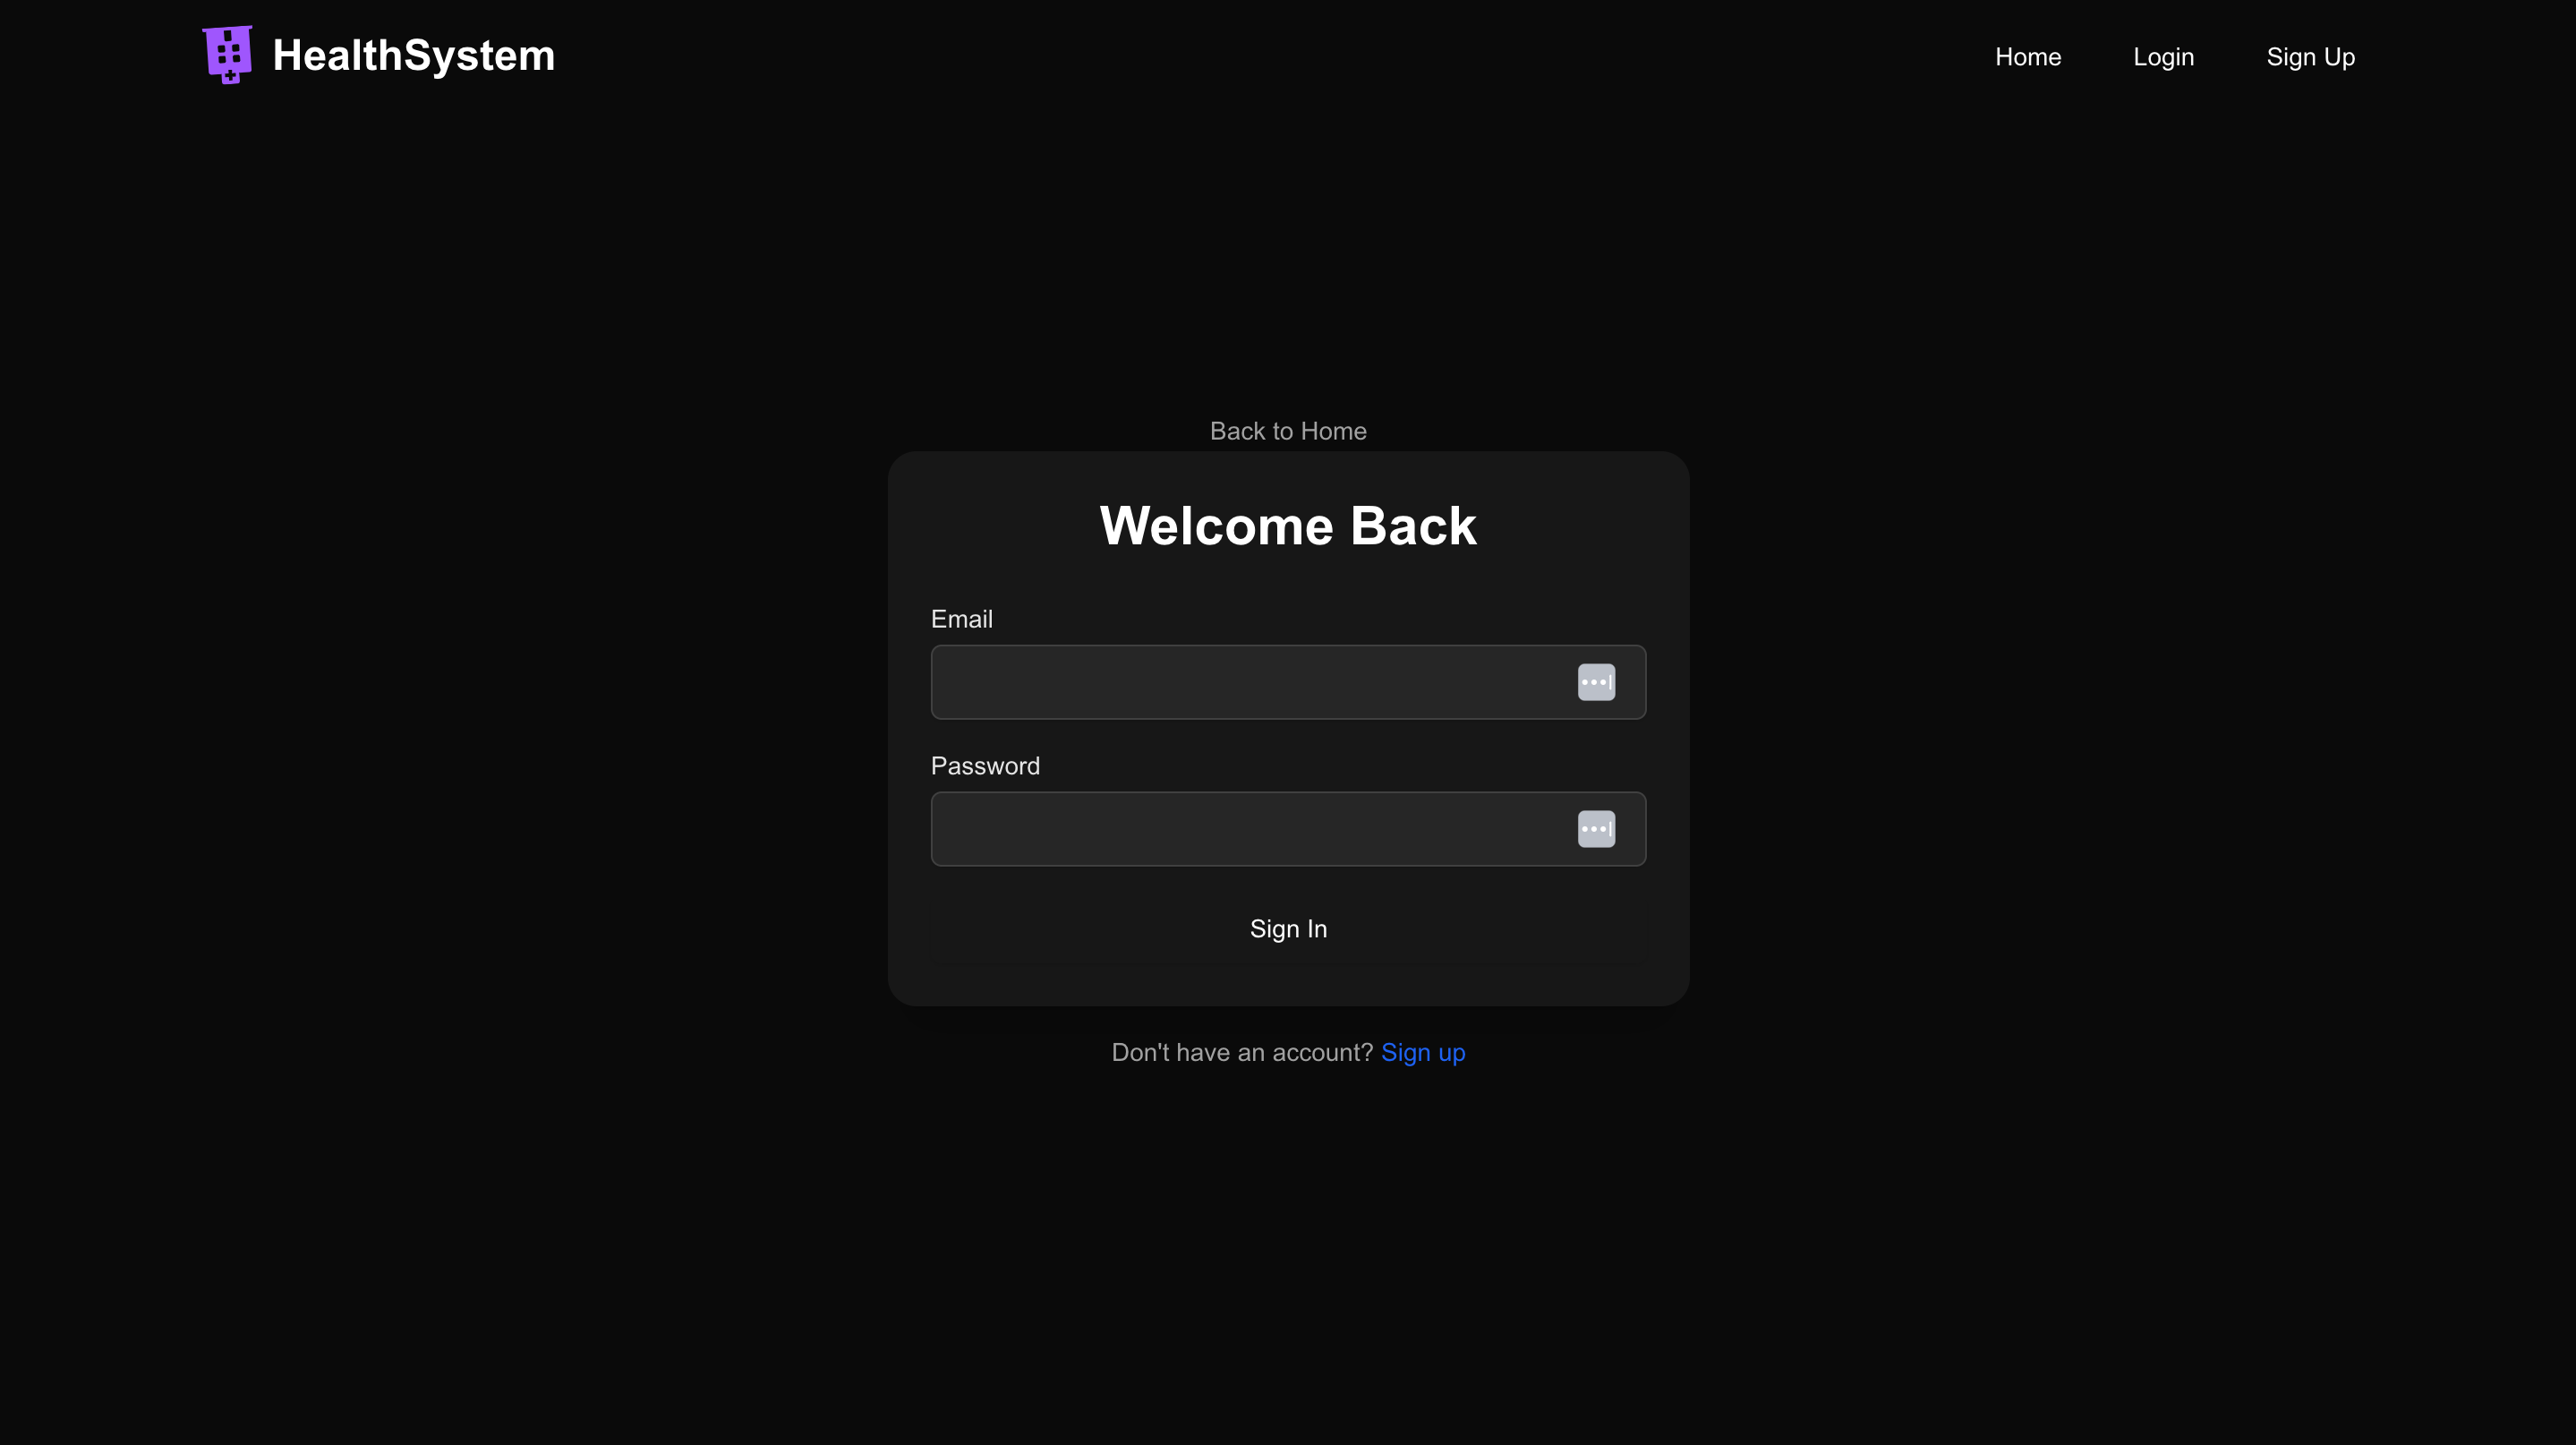 HealthSystem
Home
Login
Sign Up
Back to Home
Welcome Back
Email
Password
Sign In
Don't have an account? Sign up